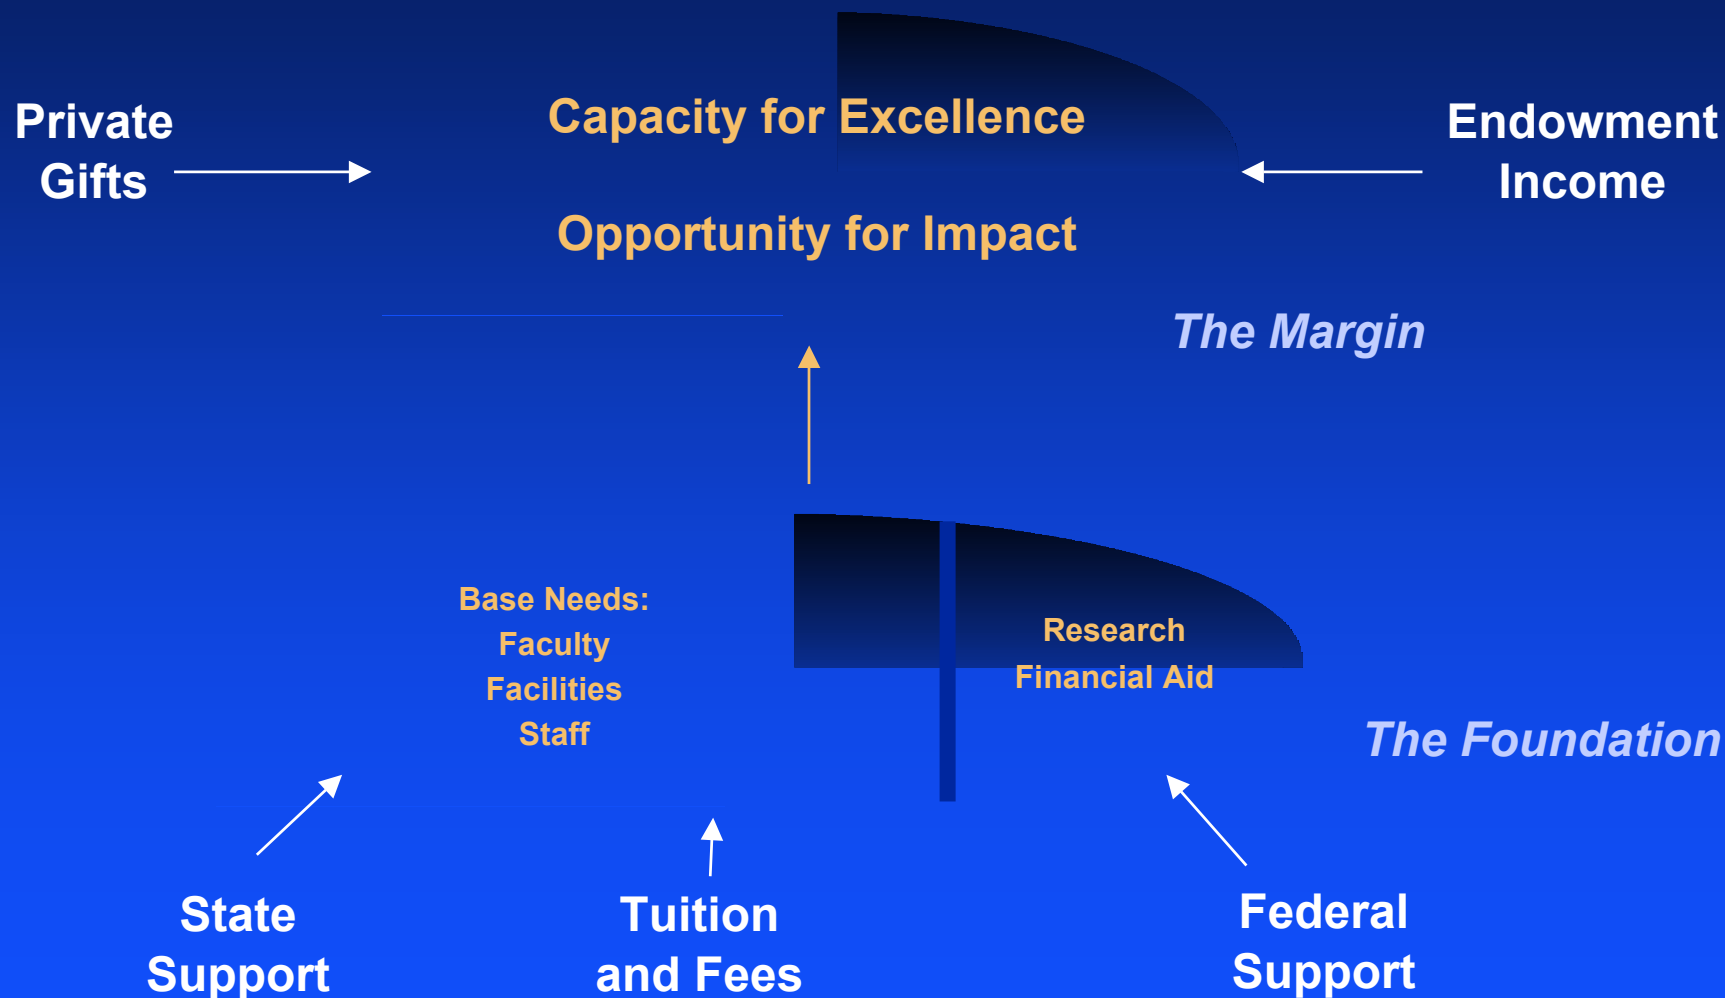 Private
Gifts
Capacity for Excellence
Opportunity for Impact
Endowment
Income
The Margin
Base Needs:
Faculty
Facilities
Staff
Research
Financial Aid
The Foundation
State
Support
Tuition
and Fees
Federal
Support